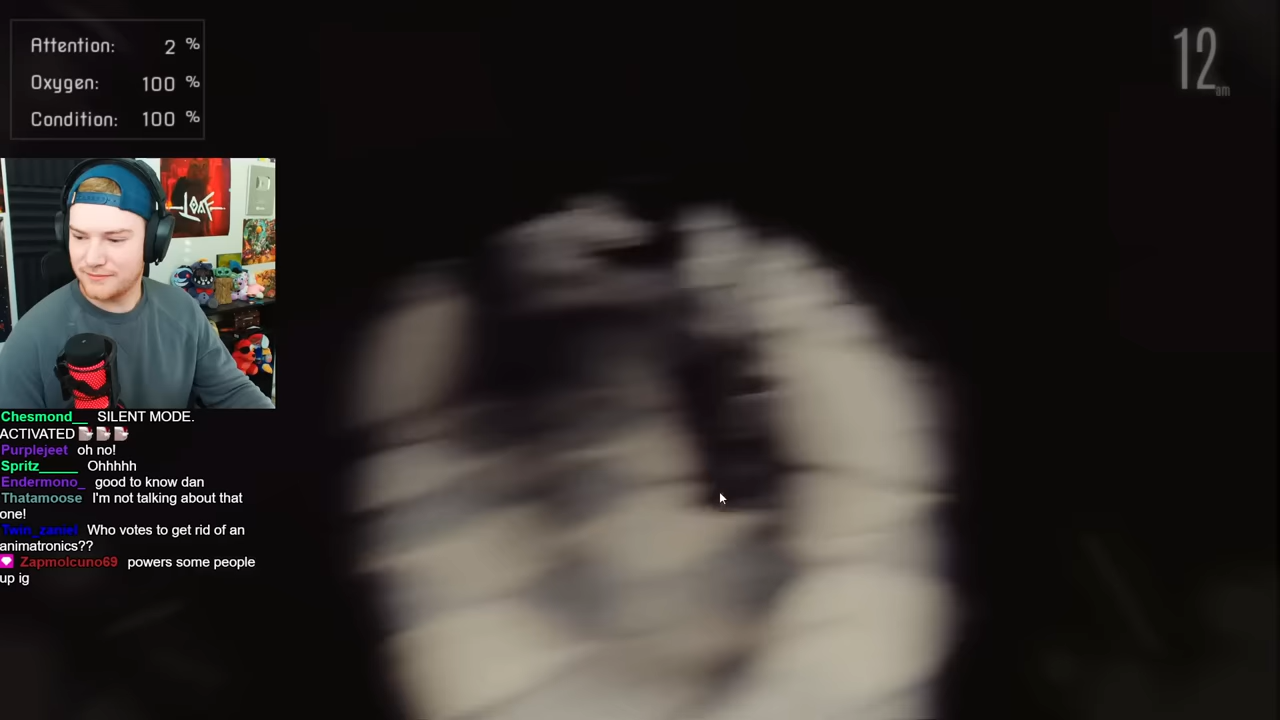 Attention: 2 %
Oxygen: 100 %
Condition: 100 %
12
am
LOAF
Chesmond__ SILENT MODE.
ACTIVATED
Purplejeet oh no!
Spritz_____ Ohhhhh
Endermono_ good to know dan
Thatamoose I'm not talking about that
one!
Twin_zamel Who votes to get rid of an
animatronics??
Zapmolcuno69 powers some people
up ig